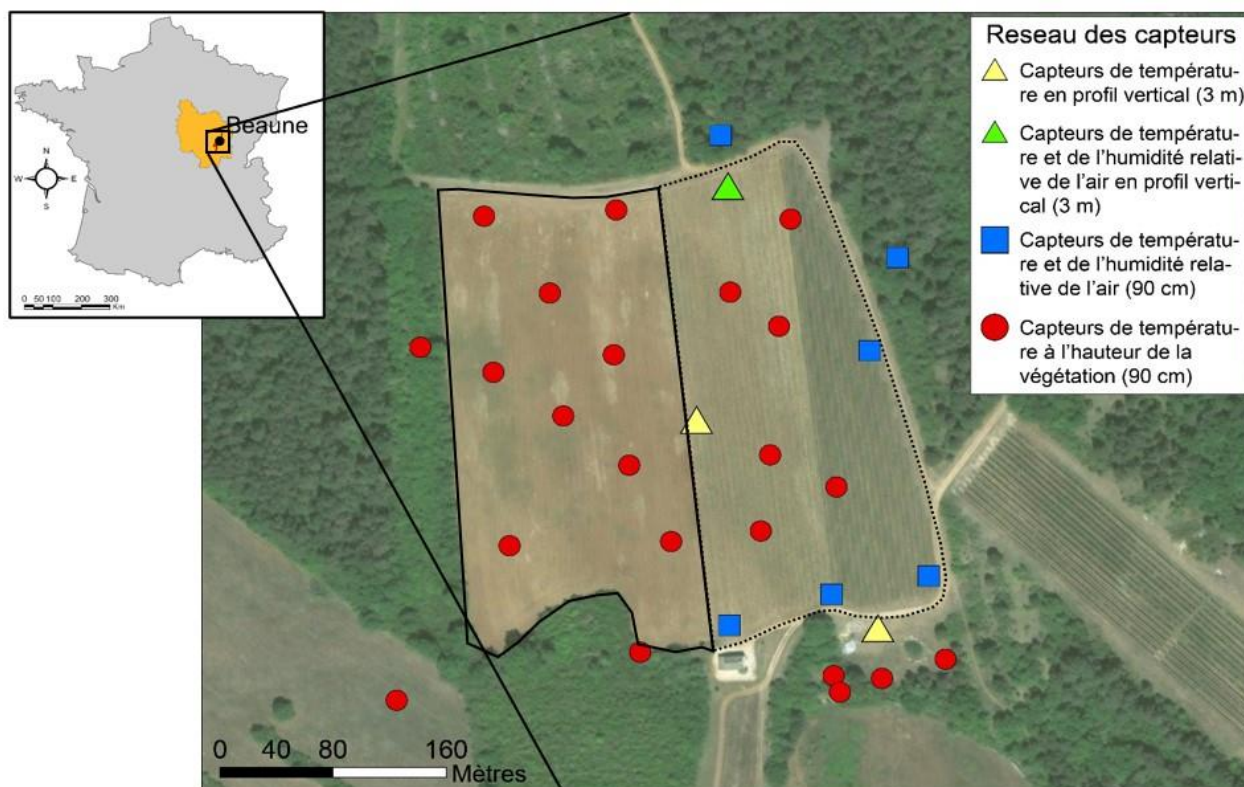 Beaune
N
W E
S
0 50 100 200 300
Km
Reseau des capteurs
Capteurs de températu-
re en profil vertical (3 m)
Capteurs de températu-
re et de l'humidité relati-
ve de l'air en profil verti-
cal (3 m)
Capteurs de températu-
re et de l'humidité rela-
tive de l'air (90 cm)
Capteurs de températu-
re à l'hauteur de la
végétation (90 cm)
0 40 80 160
Mètres